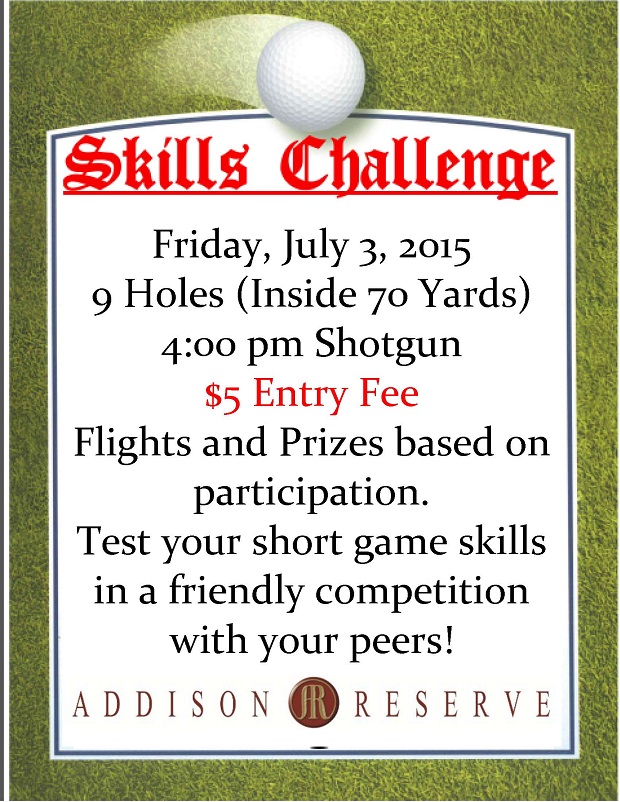 Skills Challenge
Friday, July 3, 2015
9 Holes (Inside 70 Yards)
4:00 pm Shotgun
$5 Entry Fee
Flights and Prizes based on
participation.
Test your short game skills
in a friendly competition
with your peers!
ADDISON AR RESERVE